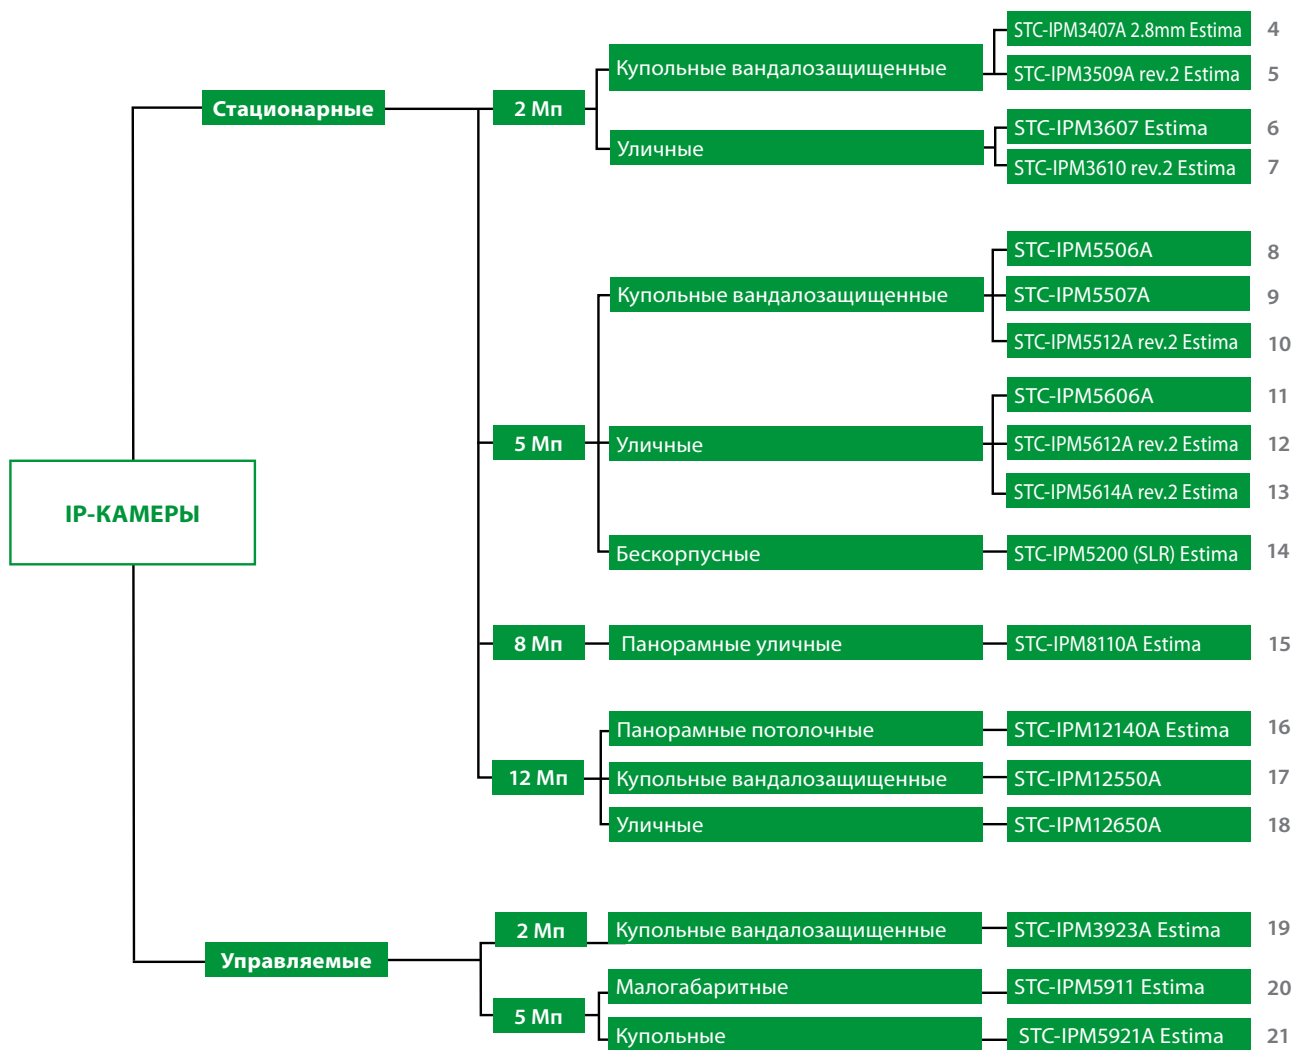 STC-IPM3407A 2.8mm Estima 4
Купольные вандалозащищенные
STC-IPM3509A rev.2 Estima 5
Стационарные
2 Мп
STC-IPM3607 Estima 6
Уличные
STC-IPM3610 rev.2 Estima 7
STC-IPM5506A 8
Купольные вандалозащищенные
STC-IPM5507A 9
STC-IPM5512A rev.2 Estima 10
STC-IPM5606A 11
5 Мп
Уличные
STC-IPM5612A rev.2 Estima 12
STC-IPM5614A rev.2 Estima 13
IP-КАМЕРЫ
Бескорпусные
STC-IPM5200 (SLR) Estima 14
8 Мп
Панорамные уличные
STC-IPM8110A Estima 15
Панорамные потолочные
STC-IPM12140A Estima 16
12 Мп
Купольные вандалозащищенные
STC-IPM12550A 17
Уличные
STC-IPM12650A 18
2 Мп
Купольные вандалозащищенные
STC-IPM3923A Estima 19
Управляемые
Малогабаритные
STC-IPM5911 Estima 20
5 Мп
Купольные
STC-IPM5921A Estima 21